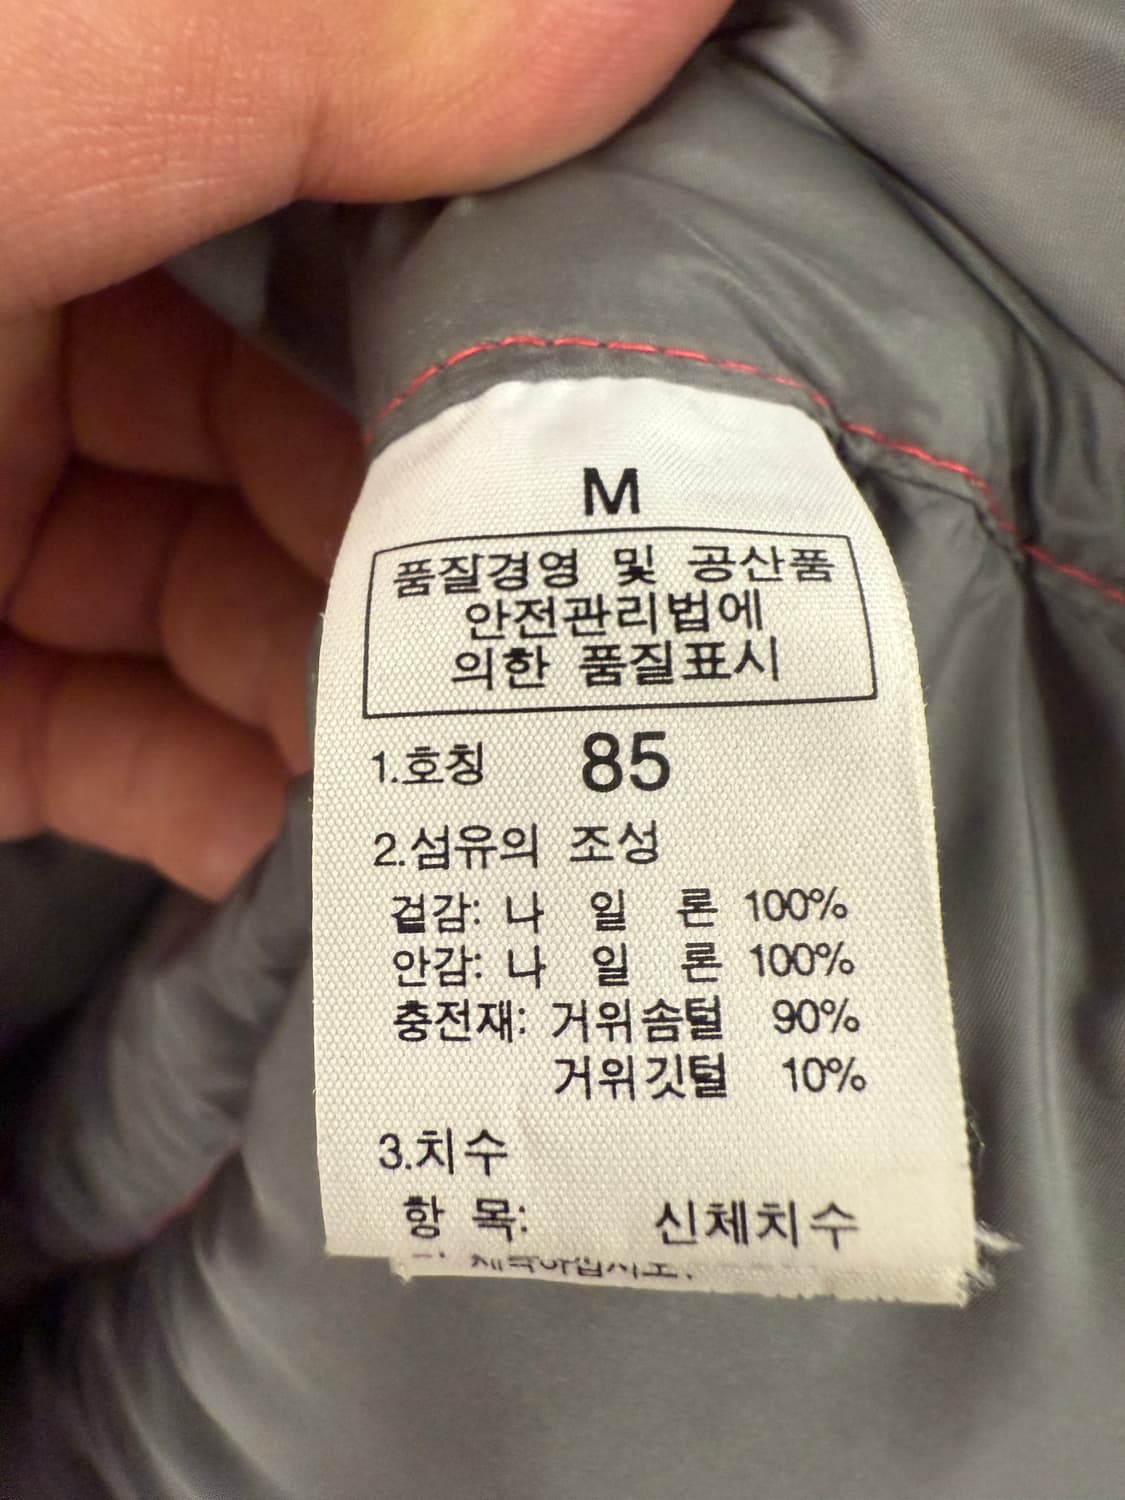 M
품질경영 및 공산품
안전관리법에
의한 품질표시
1.호칭 85
2.섬유의 조성
겉감: 나 일 론 100%
안감: 나 일 론 100%
충전재: 거위솜털 90%
거위깃털 10%
3.치수
항 목: 신체치수